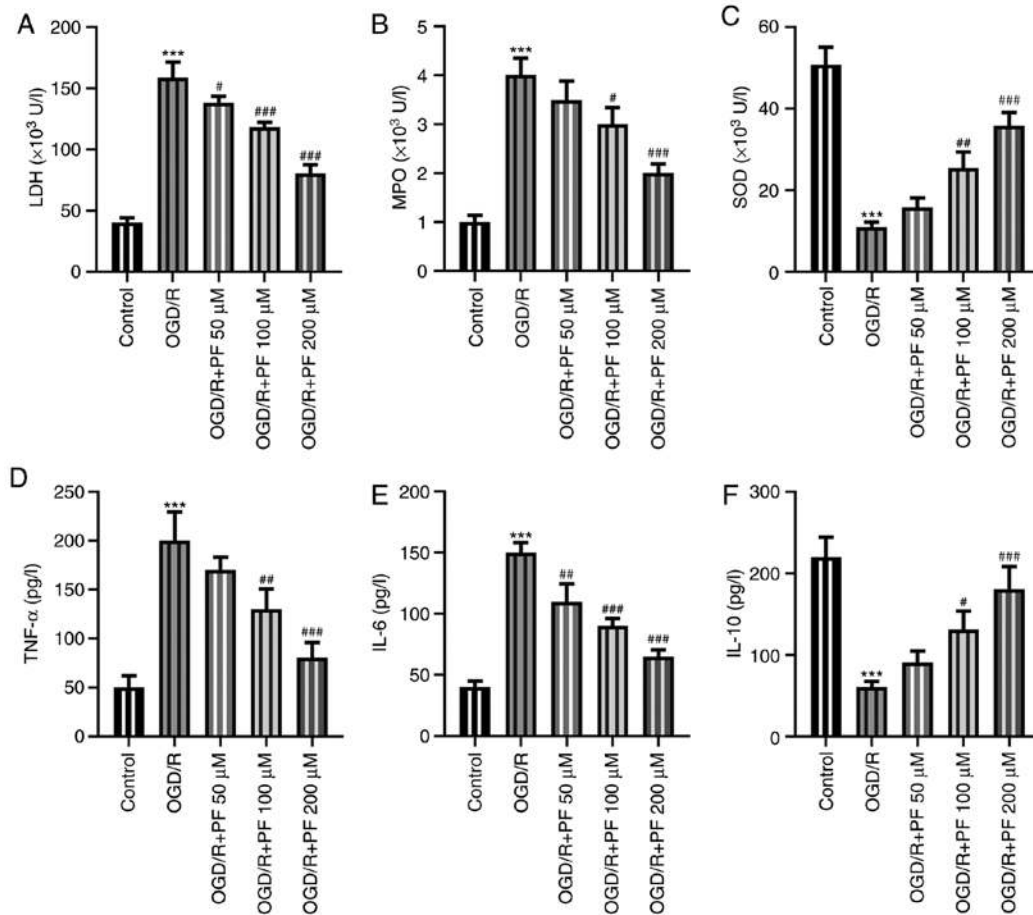 A
LDH (×10³ U/l)
200
150
100
50
0
***
#
###
###
Control
OGD/R
OGD/R+PF 50 μM
OGD/R+PF 100 μM
OGD/R+PF 200 μM
B
MPO (×10³ U/l)
5
4
3
2
1
0
***
#
###
Control
OGD/R
OGD/R+PF 50 μM
OGD/R+PF 100 μM
OGD/R+PF 200 μM
C
SOD (×10³ U/l)
60
40
20
0
***
##
###
Control
OGD/R
OGD/R+PF 50 μM
OGD/R+PF 100 μM
OGD/R+PF 200 μM
D
TNF-α (pg/l)
250
200
150
100
50
0
***
##
###
Control
OGD/R
OGD/R+PF 50 μM
OGD/R+PF 100 μM
OGD/R+PF 200 μM
E
IL-6 (pg/l)
200
150
100
50
0
***
##
###
###
Control
OGD/R
OGD/R+PF 50 μM
OGD/R+PF 100 μM
OGD/R+PF 200 μM
F
IL-10 (pg/l)
300
200
100
0
***
#
###
Control
OGD/R
OGD/R+PF 50 μM
OGD/R+PF 100 μM
OGD/R+PF 200 μM